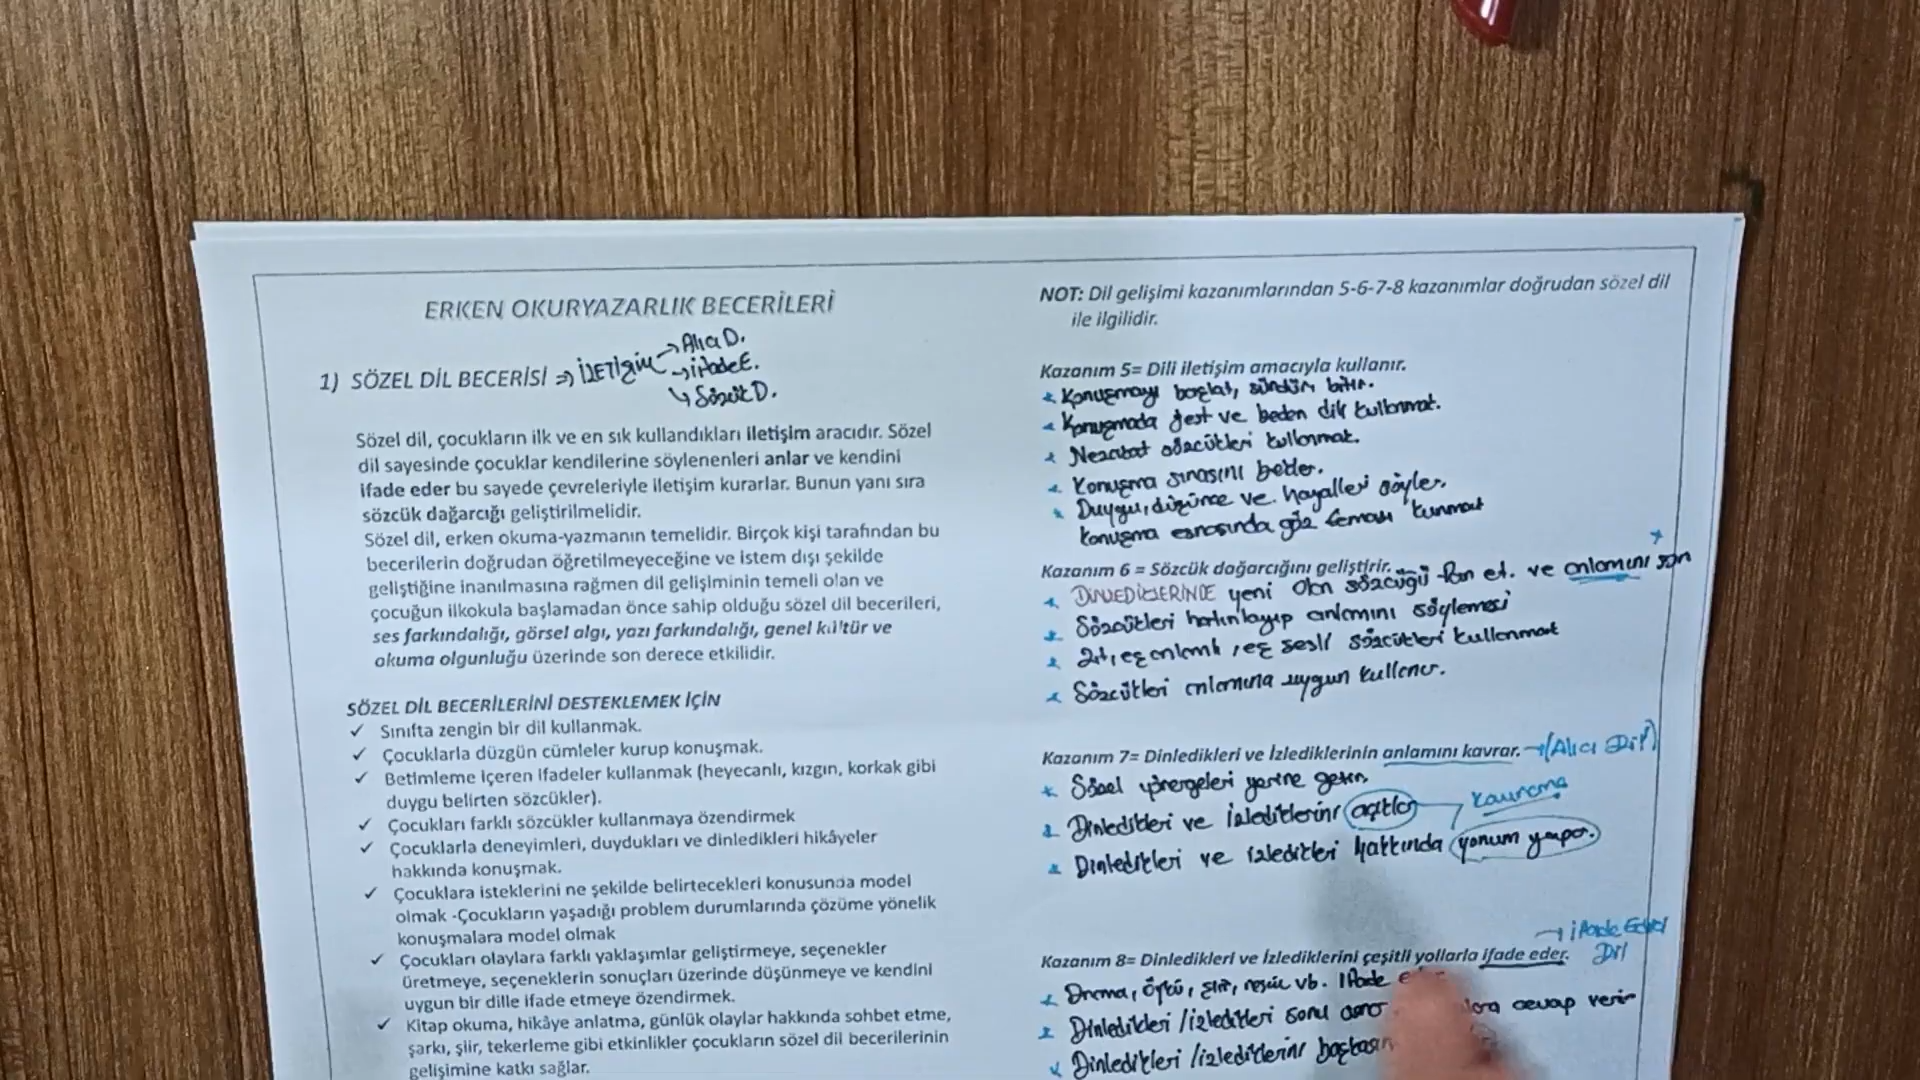 ERKEN OKURYAZARLIK BECERİLERİ
1) SÖZEL DİL BECERİSİ => İLETİŞİM → Alıcı D.
→ İfade E.
↳ Sözcük D.
Sözel dil, çocukların ilk ve en sık kullandıkları iletişim aracıdır. Sözel
dil sayesinde çocuklar kendilerine söylenenleri anlar ve kendini
ifade eder bu sayede çevreleriyle iletişim kurarlar. Bunun yanı sıra
sözcük dağarcığı geliştirilmelidir.
Sözel dil, erken okuma-yazmanın temelidir. Birçok kişi tarafından bu
becerilerin doğrudan öğretilmeyeceğine ve istem dışı şekilde
geliştiğine inanılmasına rağmen dil gelişiminin temeli olan ve
çocuğun ilkokula başlamadan önce sahip olduğu sözel dil becerileri,
ses farkındalığı, görsel algı, yazı farkındalığı, genel kültür ve
okuma olgunluğu üzerinde son derece etkilidir.
SÖZEL DİL BECERİLERİNİ DESTEKLEMEK İÇİN
✓ Sınıfta zengin bir dil kullanmak.
✓ Çocuklarla düzgün cümleler kurup konuşmak.
✓ Betimleme içeren ifadeler kullanmak (heyecanlı, kızgın, korkak gibi
duygu belirten sözcükler).
✓ Çocukları farklı sözcükler kullanmaya özendirmek
✓ Çocuklarla deneyimleri, duydukları ve dinledikleri hikâyeler
hakkında konuşmak.
✓ Çocuklara isteklerini ne şekilde belirtecekleri konusunda model
olmak -Çocukların yaşadığı problem durumlarında çözüme yönelik
konuşmalara model olmak
✓ Çocukları olaylara farklı yaklaşımlar geliştirmeye, seçenekler
üretmeye, seçeneklerin sonuçları üzerinde düşünmeye ve kendini
uygun bir dille ifade etmeye özendirmek.
✓ Kitap okuma, hikâye anlatma, günlük olaylar hakkında sohbet etme,
şarkı, şiir, tekerleme gibi etkinlikler çocukların sözel dil becerilerinin
gelişimine katkı sağlar.
NOT: Dil gelişimi kazanımlarından 5-6-7-8 kazanımlar doğrudan sözel dil
ile ilgilidir.
Kazanım 5= Dili iletişim amacıyla kullanır.
* Konuşmayı başlat, sürdür, bitir.
* Konuşmada jest ve beden dili kullanmak.
* Nezaket sözcükleri kullanmak.
* Konuşma sırasını bekler.
* Duygu, düşünce ve hayalleri söyler.
Konuşma esnasında göz teması kurmak
Kazanım 6 = Sözcük dağarcığını geliştirir.
* DİNLEDİKLERİNDE yeni olan sözcüğü fark et. ve anlamını sor
* Sözcükleri hatırlayıp anlamını söylemesi
* Zıt, eş anlamlı, eş sesli sözcükleri kullanmak
* Sözcükleri anlamına uygun kullanır.
Kazanım 7= Dinledikleri ve İzlediklerinin anlamını kavrar. → (Alıcı Dil)
* Sözel yönergeleri yerine getirir.
* Dinledikleri ve İzlediklerini açıklar Kavrama
* Dinledikleri ve izledikleri hakkında yorum yapar.
→ İfade Edici
Kazanım 8= Dinledikleri ve İzlediklerini çeşitli yollarla ifade eder. Dil
* Drama, Öykü, şiir, resim vb. İfade
* Dinledikleri /izledikleri soru cevap verir
* Dinledikleri /izlediklerini